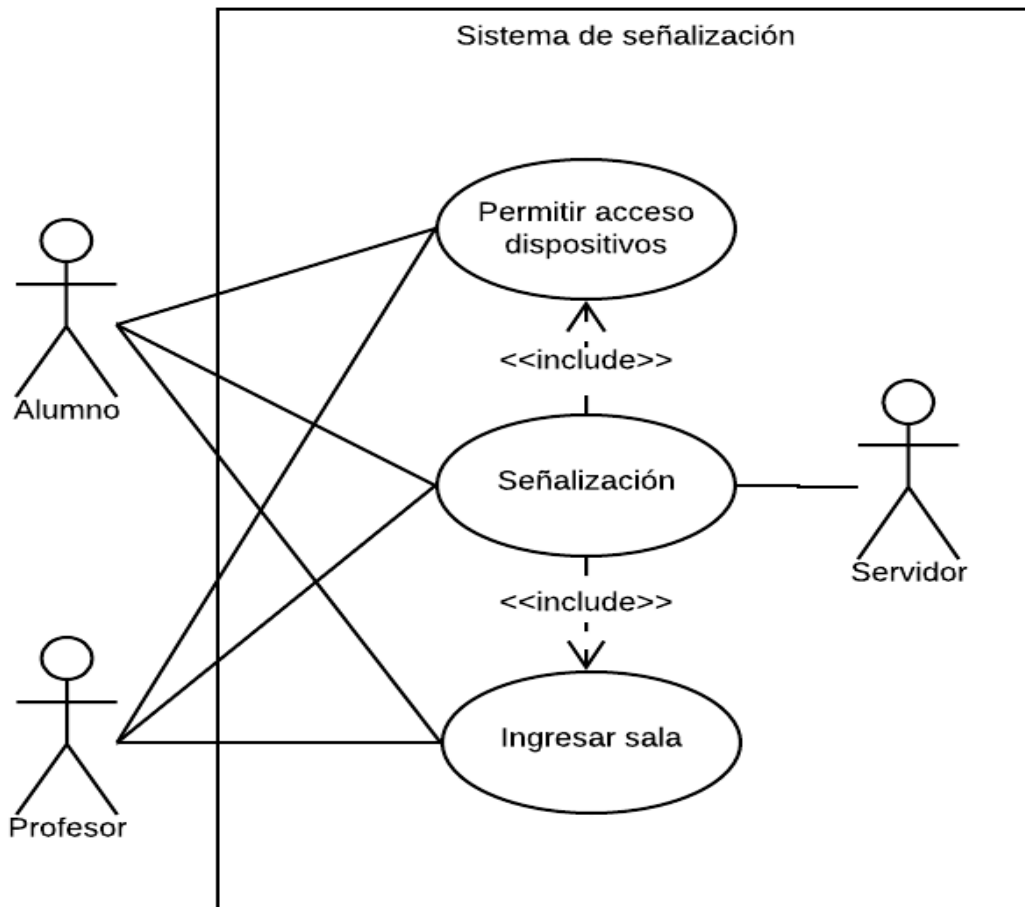 Sistema de señalización
Permitir acceso
dispositivos
<<include>>
Alumno
Señalización
Servidor
<<include>>
Ingresar sala
Profesor